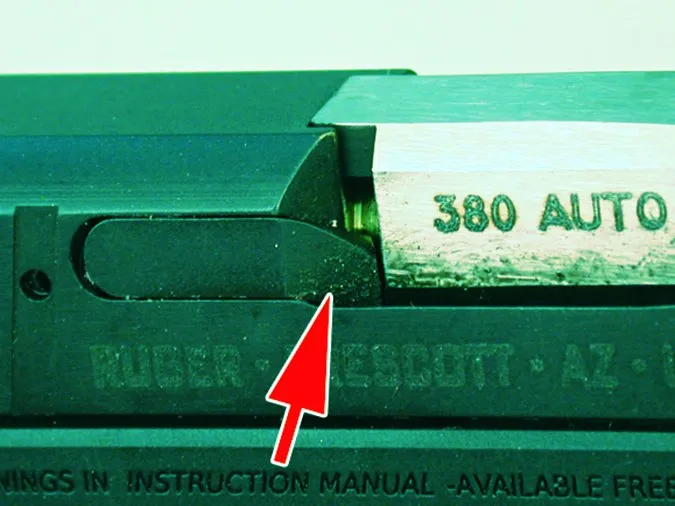 380 AUTO
RUGER • PRESCOTT • AZ •
NINGS IN INSTRUCTION MANUAL -AVAILABLE FREE